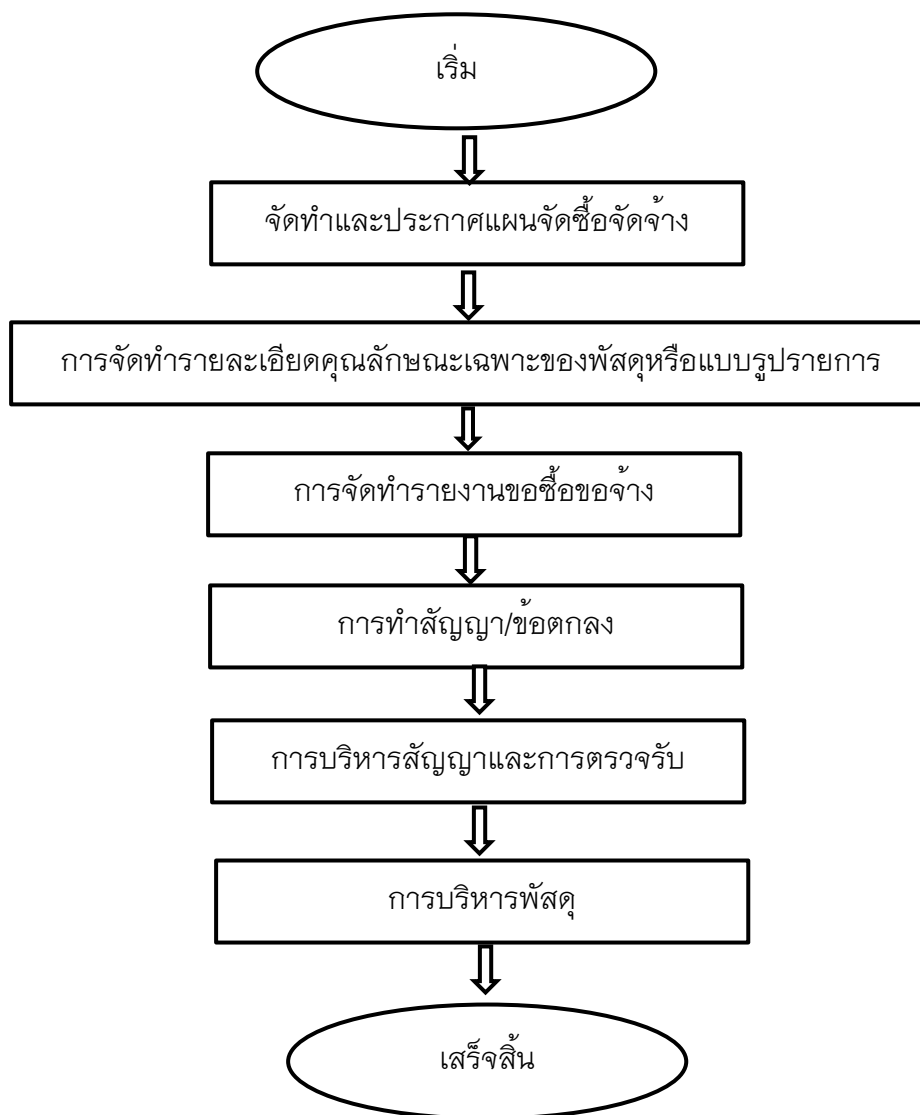 เริ่ม
จัดทำและประกาศแผนจัดซื้อจัดจ้าง
การจัดทำรายละเอียดคุณลักษณะเฉพาะของพัสดุหรือแบบรูปรายการ
การจัดทำรายงานขอซื้อขอจ้าง
การทำสัญญา/ข้อตกลง
การบริหารสัญญาและการตรวจรับ
การบริหารพัสดุ
เสร็จสิ้น